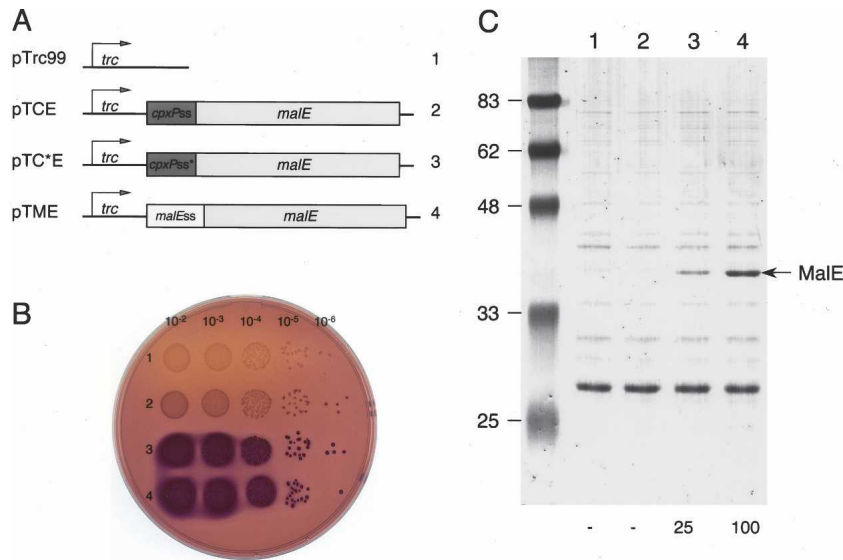 A
pTrc99 trc 1
pTCE trc cpxPss malE 2
pTC*E trc cpxPss* malE 3
pTME trc malEss malE 4
B
10-2 10-3 10-4 10-5 10-6
1
2
3
4
C
1 2 3 4
83
62
48
MalE
33
25
- - 25 100